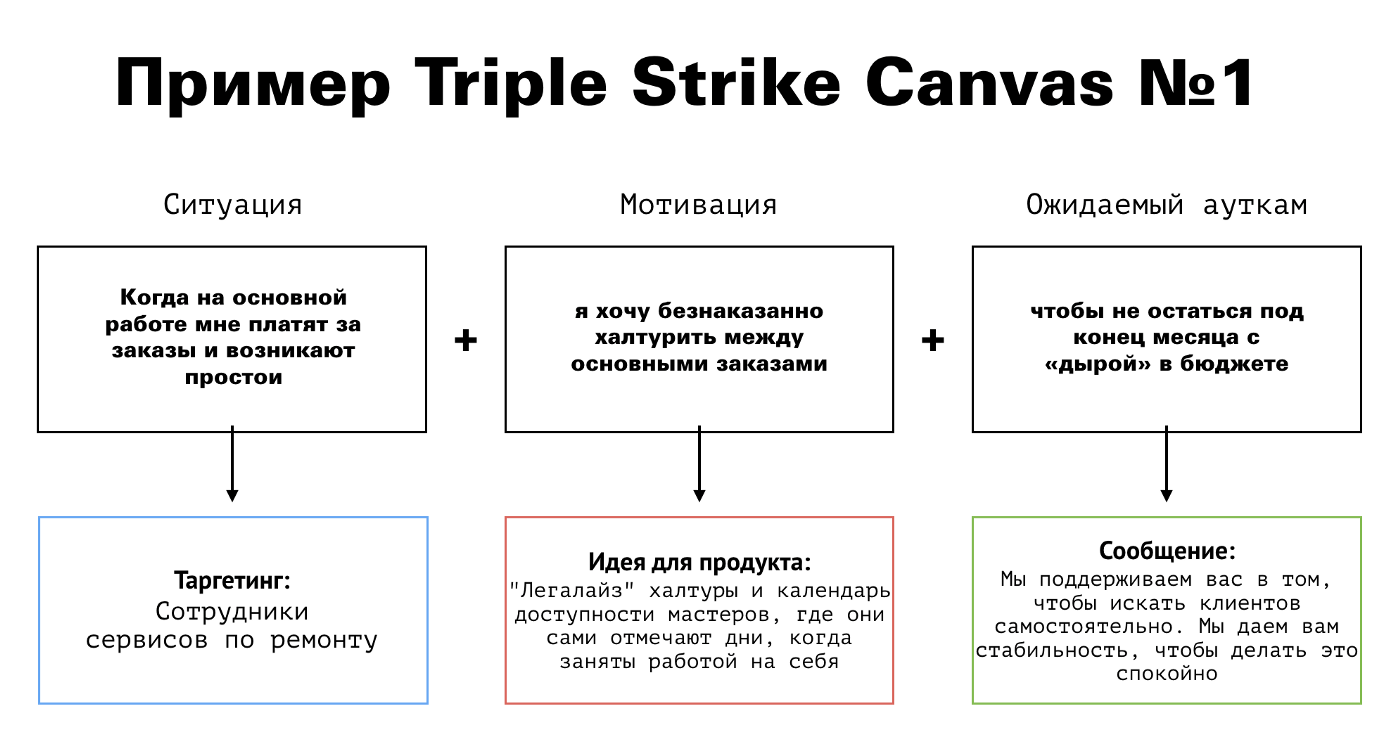 Пример Triple Strike Canvas №1
Ситуация
Мотивация
Ожидаемый ауткам
Когда на основной
работе мне платят за
заказы и возникают
простои
+
я хочу безнаказанно
халтурить между
основными заказами
+
чтобы не остаться под
конец месяца с
«дырой» в бюджете
Таргетинг:
Сотрудники
сервисов по ремонту
Идея для продукта:
"Легалайз" халтуры и календарь
доступности мастеров, где они
сами отмечают дни, когда
заняты работой на себя
Сообщение:
Мы поддерживаем вас в том,
чтобы искать клиентов
самостоятельно. Мы даем вам
стабильность, чтобы делать это
спокойно